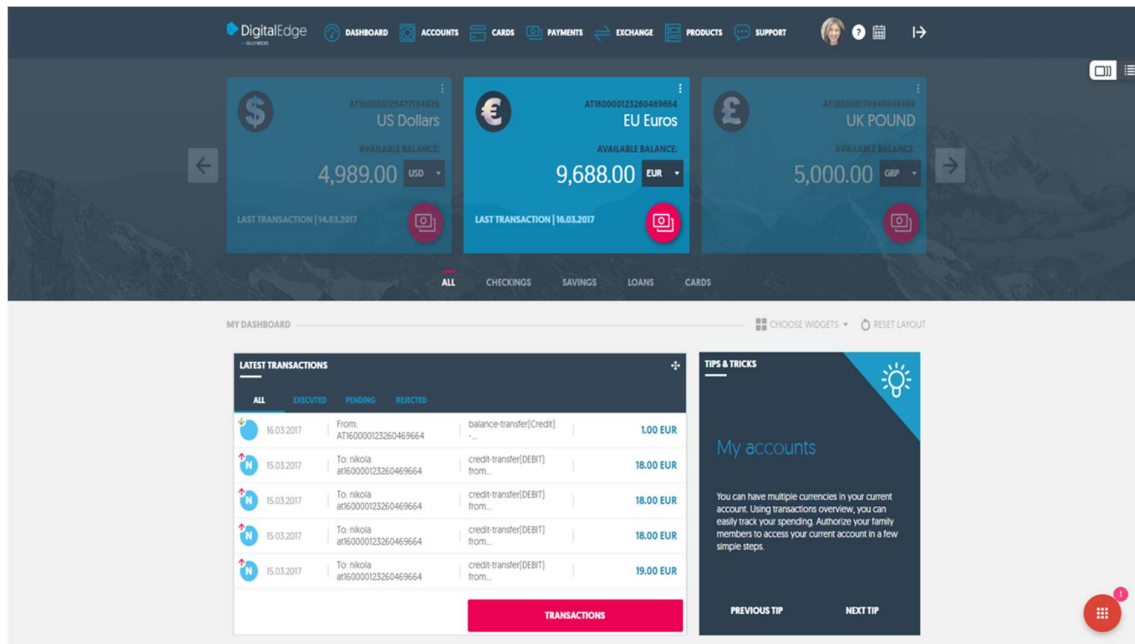 DigitalEdge
DASHBOARD
ACCOUNTS
CARDS
PAYMENTS
EXCHANGE
PRODUCTS
SUPPORT
?
$
US Dollars
AVAILABLE BALANCE:
4,989.00 USD
LAST TRANSACTION | 14.03.2017
€
AT160000123260469664
EU Euros
AVAILABLE BALANCE:
9,688.00 EUR
LAST TRANSACTION | 16.03.2017
£
UK POUND
AVAILABLE BALANCE
5,000.00 GBP
ALL
CHECKINGS
SAVINGS
LOANS
CARDS
MY DASHBOARD
CHOOSE WIDGETS
RESET LAYOUT
LATEST TRANSACTIONS
ALL
EXECUTED
PENDING
REJECTED
16.03.2017
From:
AT160000123260469664
balance-transfer(Credit)
-...
1.00 EUR
N
15.03.2017
To: nikola
at160000123260469664
credit-transfer(DEBIT)
from...
18.00 EUR
N
15.03.2017
To: nikola
at160000123260469664
credit-transfer(DEBIT)
from...
18.00 EUR
N
15.03.2017
To: nikola
at160000123260469664
credit-transfer(DEBIT)
from...
18.00 EUR
N
15.03.2017
To: nikola
at160000123260469664
credit-transfer(DEBIT)
from...
19.00 EUR
TRANSACTIONS
TIPS & TRICKS
My accounts
You can have multiple currencies in your current
account. Using transactions overview, you can
easily track your spending. Authorize your family
members to access your current account in a few
simple steps.
PREVIOUS TIP
NEXT TIP
!